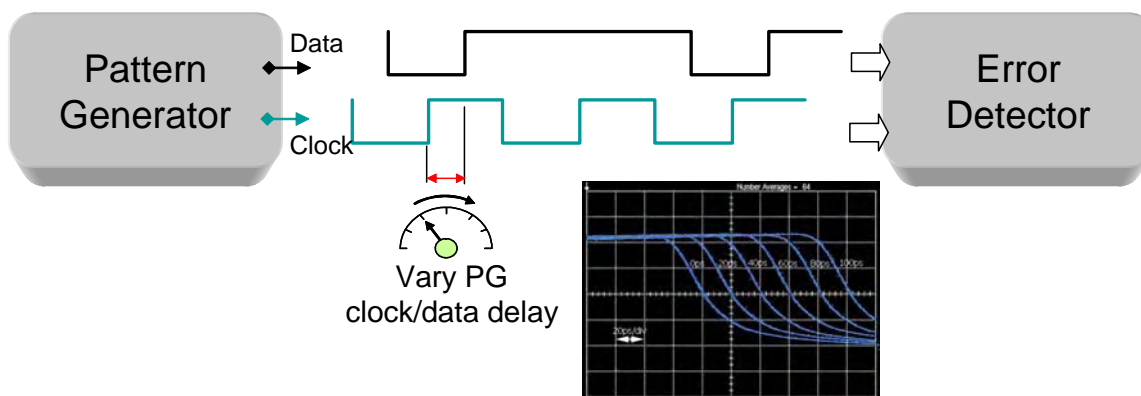 Pattern
Generator
Data
Clock
Error
Detector
Vary PG
clock/data delay
Number Averages = 64
0ps 20ps 40ps 60ps 80ps 100ps
20ps/div